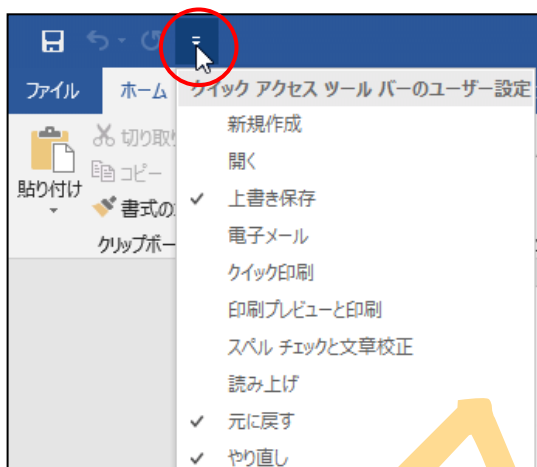 ファイル ホーム
クイック アクセス ツール バーのユーザー設定
切り取り
コピー
貼り付け
書式の
クリップボー
新規作成
開く
上書き保存
電子メール
クイック印刷
印刷プレビューと印刷
スペル チェックと文章校正
読み上げ
元に戻す
やり直し